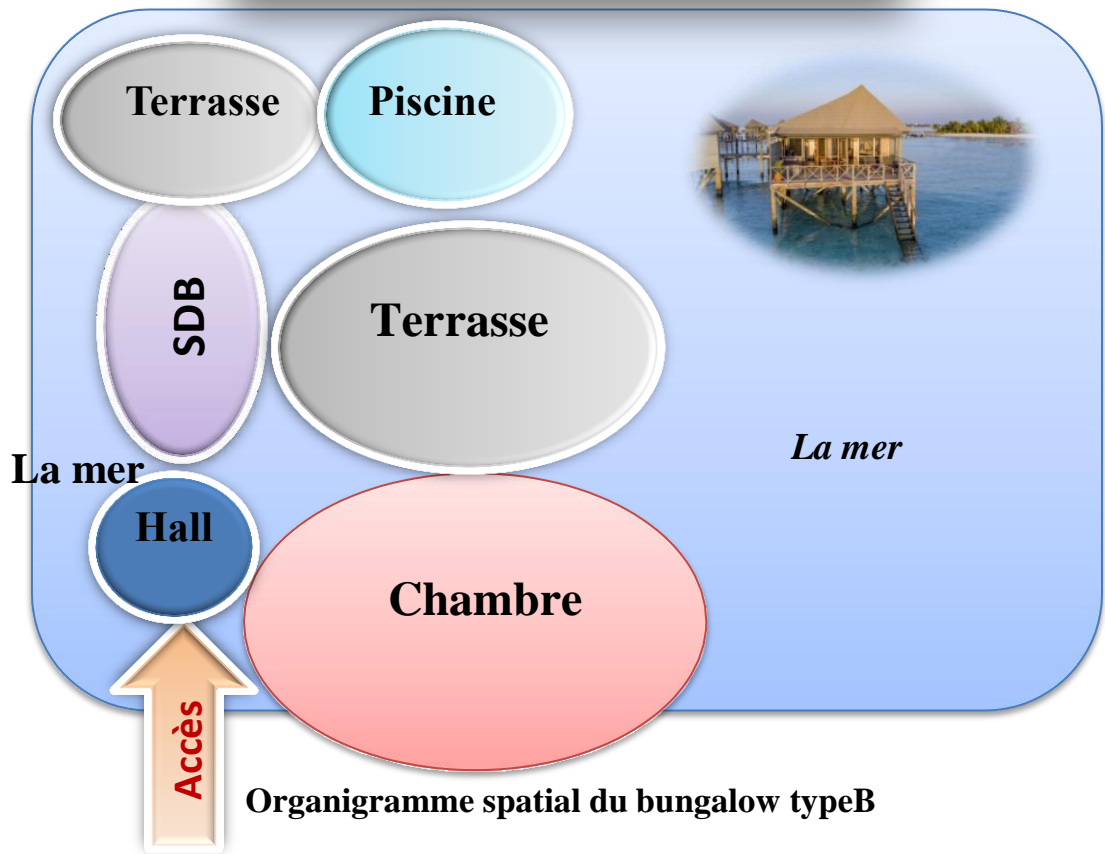 Terrasse
Piscine
SDB
Terrasse
La mer
La mer
Hall
Chambre
Accès
Organigramme spatial du bungalow typeB